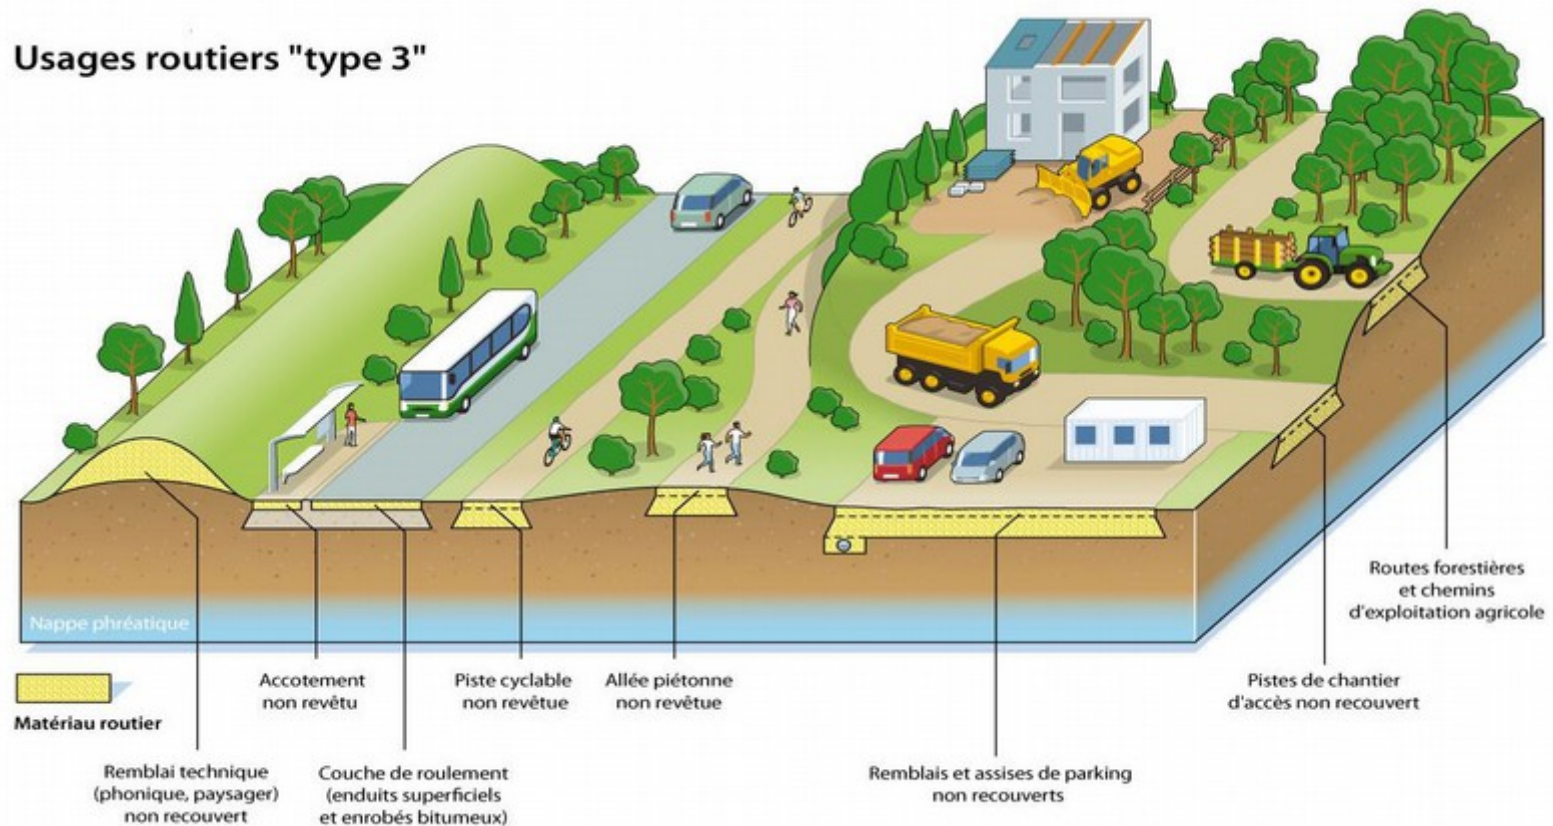 Usages routiers "type 3"
Nappe phréatique
Matériau routier
Remblai technique
(phonique, paysager)
non recouvert
Accotement
non revêtu
Couche de roulement
(enduits superficiels
et enrobés bitumeux)
Piste cyclable
non revêtue
Allée piétonne
non revêtue
Remblais et assises de parking
non recouverts
Pistes de chantier
d'accès non recouvert
Routes forestières
et chemins
d'exploitation agricole